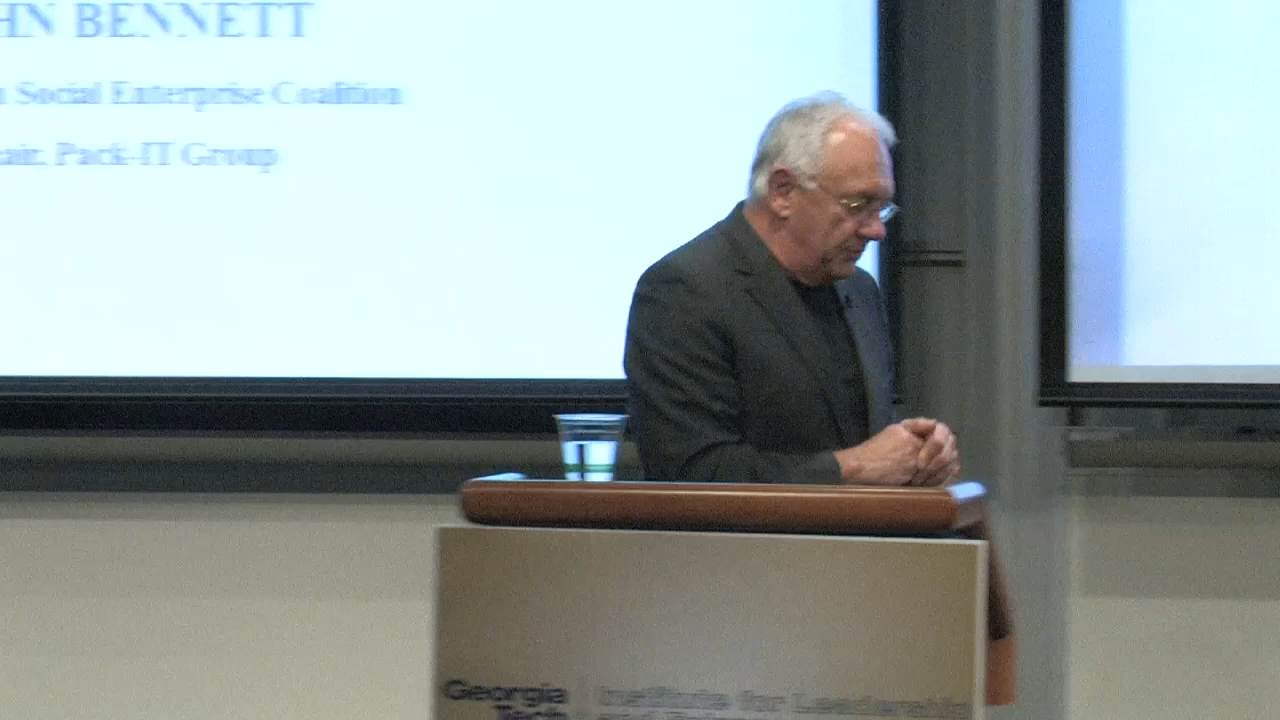 HN BENNETT
n Social Enterprise Coalition
air, Pack-IT Group
Georgia
Tech
Institute for Leadership